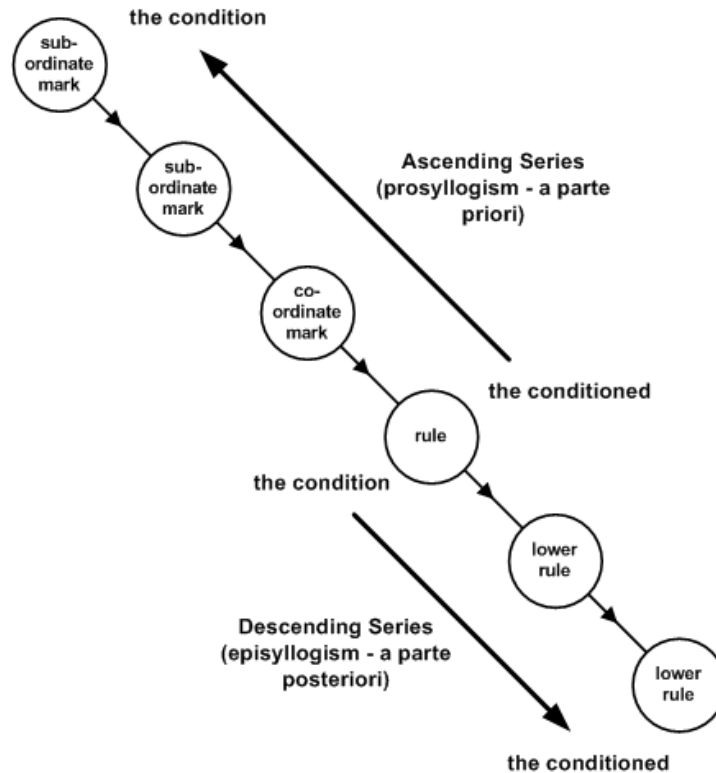 the condition
sub-
ordinate
mark
sub-
ordinate
mark
Ascending Series
(prosyllogism - a parte
priori)
co-
ordinate
mark
the conditioned
rule
the condition
lower
rule
Descending Series
(episyllogism - a parte
posteriori)
lower
rule
the conditioned